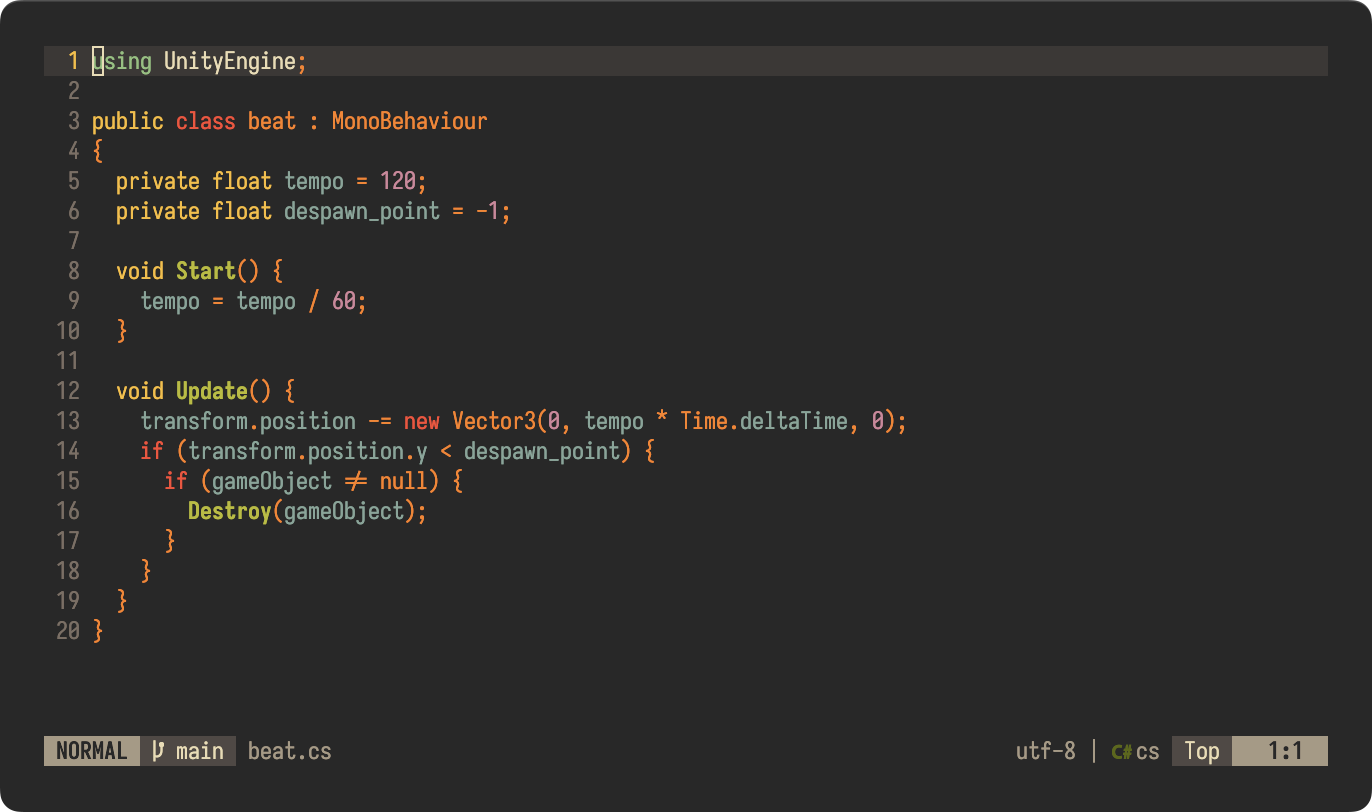 1 using UnityEngine;
2
3 public class beat : MonoBehaviour
4 {
5   private float tempo = 120;
6   private float despawn_point = -1;
7
8   void Start() {
9     tempo = tempo / 60;
10   }
11
12   void Update() {
13     transform.position -= new Vector3(0, tempo * Time.deltaTime, 0);
14     if (transform.position.y < despawn_point) {
15       if (gameObject != null) {
16         Destroy(gameObject);
17       }
18     }
19   }
20 }
NORMAL main beat.cs utf-8 | C# cs Top 1:1